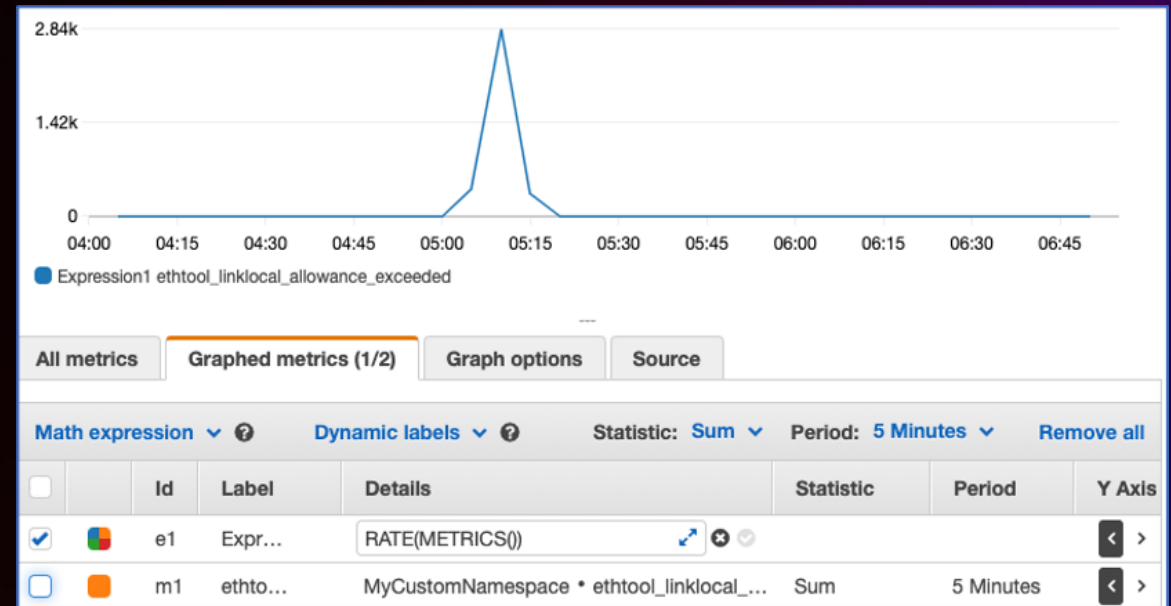 2.84k
1.42k
0
04:00 04:15 04:30 04:45 05:00 05:15 05:30 05:45 06:00 06:15 06:30 06:45
Expression1 ethtool_linklocal_allowance_exceeded
All metrics Graphed metrics (1/2) Graph options Source
Math expression ? Dynamic labels ? Statistic: Sum Period: 5 Minutes Remove all
Id Label Details Statistic Period Y Axis
e1 Expr... RATE(METRICS()) < >
m1 ethto... MyCustomNamespace • ethtool_linklocal_... Sum 5 Minutes < >